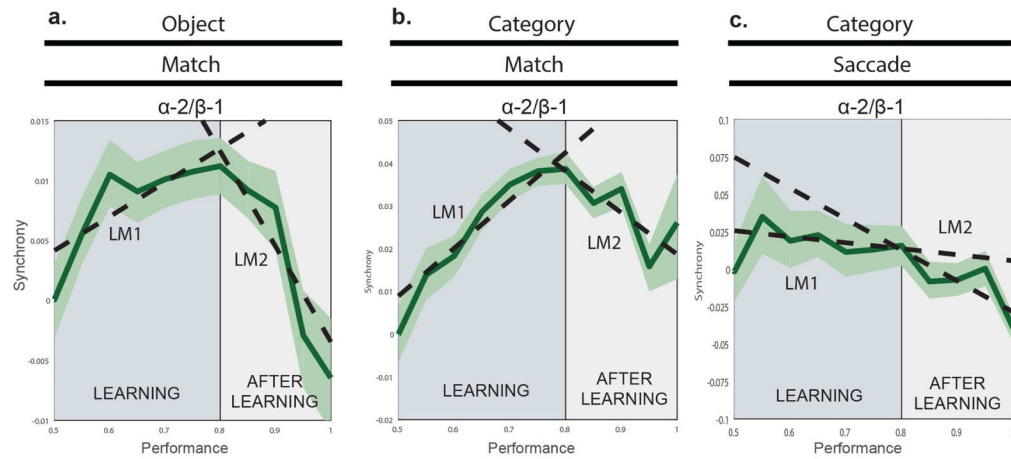 a.
Object
Match
α-2/β-1
0.015
0.01
0.005
0
-0.005
-0.01
Synchrony
LM1
LM2
LEARNING
AFTER
LEARNING
0.5
0.6
0.7
0.8
0.9
1
Performance
b.
Category
Match
α-2/β-1
0.05
0.04
0.03
0.02
0.01
0
-0.01
-0.02
Synchrony
LM1
LM2
LEARNING
AFTER
LEARNING
0.5
0.6
0.7
0.8
0.9
1
Performance
c.
Category
Saccade
α-2/β-1
0.1
0.075
0.05
0.025
0
-0.025
-0.05
-0.075
-0.1
Synchrony
LM1
LM2
LEARNING
AFTER
LEARNING
0.5
0.6
0.7
0.8
0.9
1
Performance